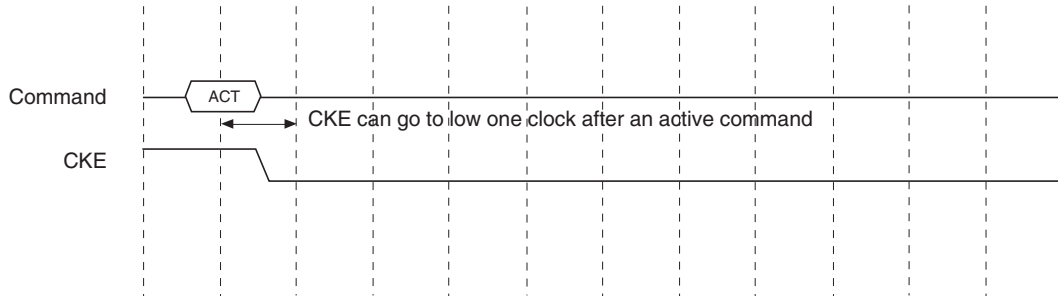 Command
ACT
CKE can go to low one clock after an active command
CKE